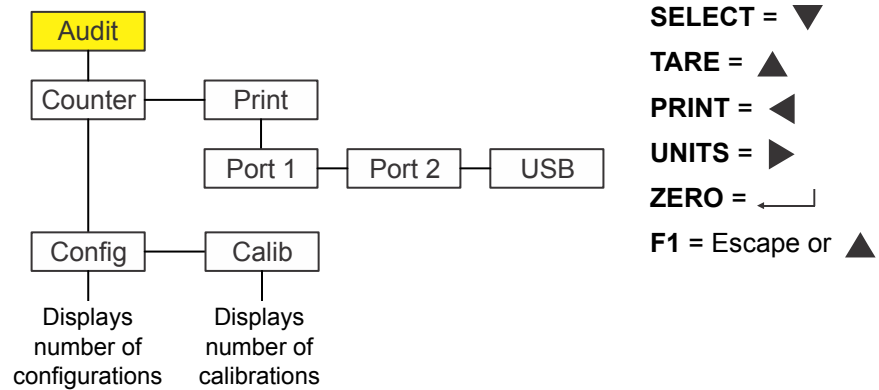 Audit
Counter
Print
Port 1
Port 2
USB
Config
Calib
Displays
number of
configurations
Displays
number of
calibrations
SELECT =
TARE =
PRINT =
UNITS =
ZERO =
F1 = Escape or